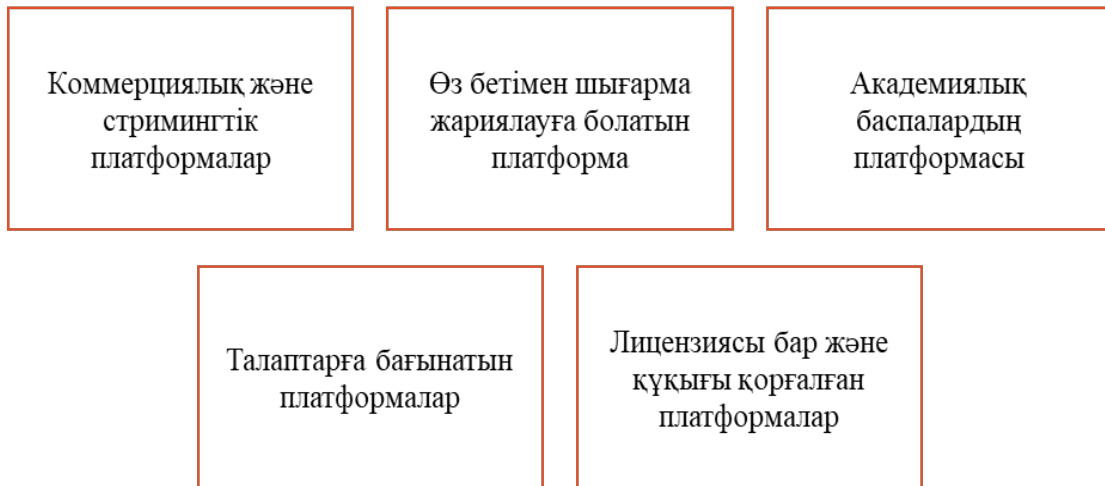 Коммерциялық және
стримингтік
платформалар
Өз бетімен шығарма
жариялауға болатын
платформа
Академиялық
баспалардың
платформасы
Талаптарға бағынатын
платформалар
Лицензиясы бар және
құқығы қорғалған
платформалар